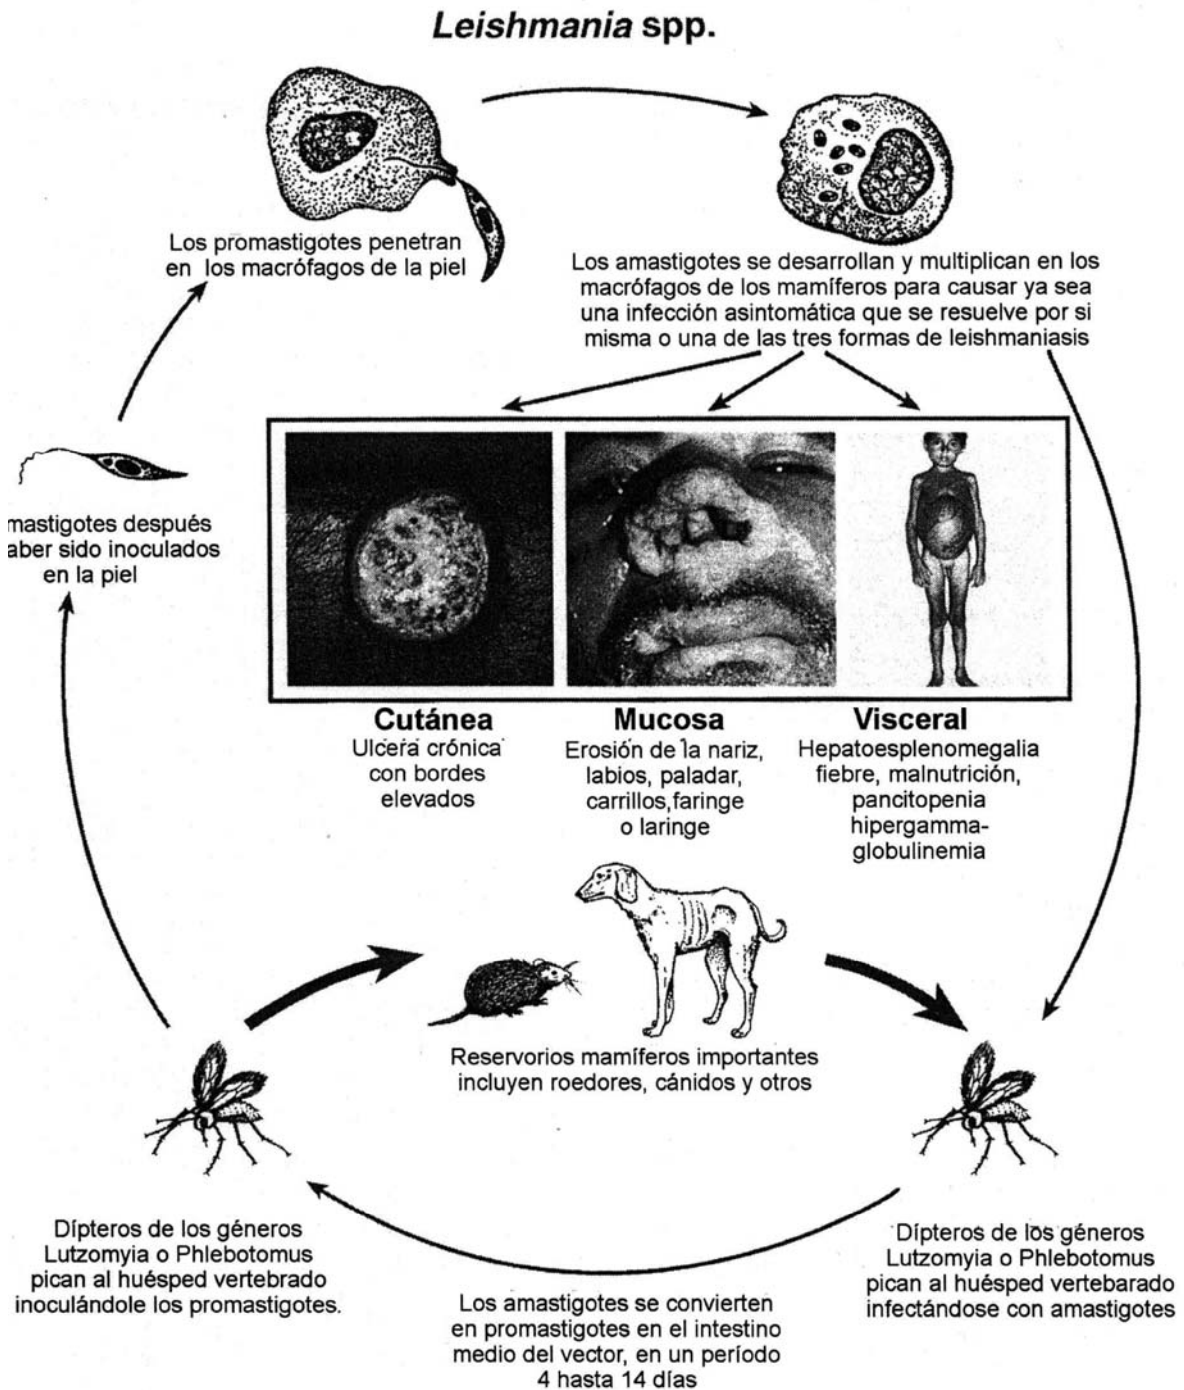 Leishmania spp.
Los promastigotes penetran
en los macrófagos de la piel
Los amastigotes se desarrollan y multiplican en los
macrófagos de los mamíferos para causar ya sea
una infección asintomática que se resuelve por si
misma o una de las tres formas de leishmaniasis
mastigotes después
aber sido inoculados
en la piel
Cutánea
Ulcera crónica
con bordes
elevados
Mucosa
Erosión de la nariz,
labios, paladar,
carrillos,faringe
o laringe
Visceral
Hepatoesplenomegalia
fiebre, malnutrición,
pancitopenia
hipergamma-
globulinemia
Reservorios mamíferos importantes
incluyen roedores, cánidos y otros
Dípteros de los géneros
Lutzomyia o Phlebotomus
pican al huésped vertebrado
inoculándole los promastigotes.
Los amastigotes se convierten
en promastigotes en el intestino
medio del vector, en un período
4 hasta 14 días
Dípteros de los géneros
Lutzomyia o Phlebotomus
pican al huésped vertebarado
infectándose con amastigotes